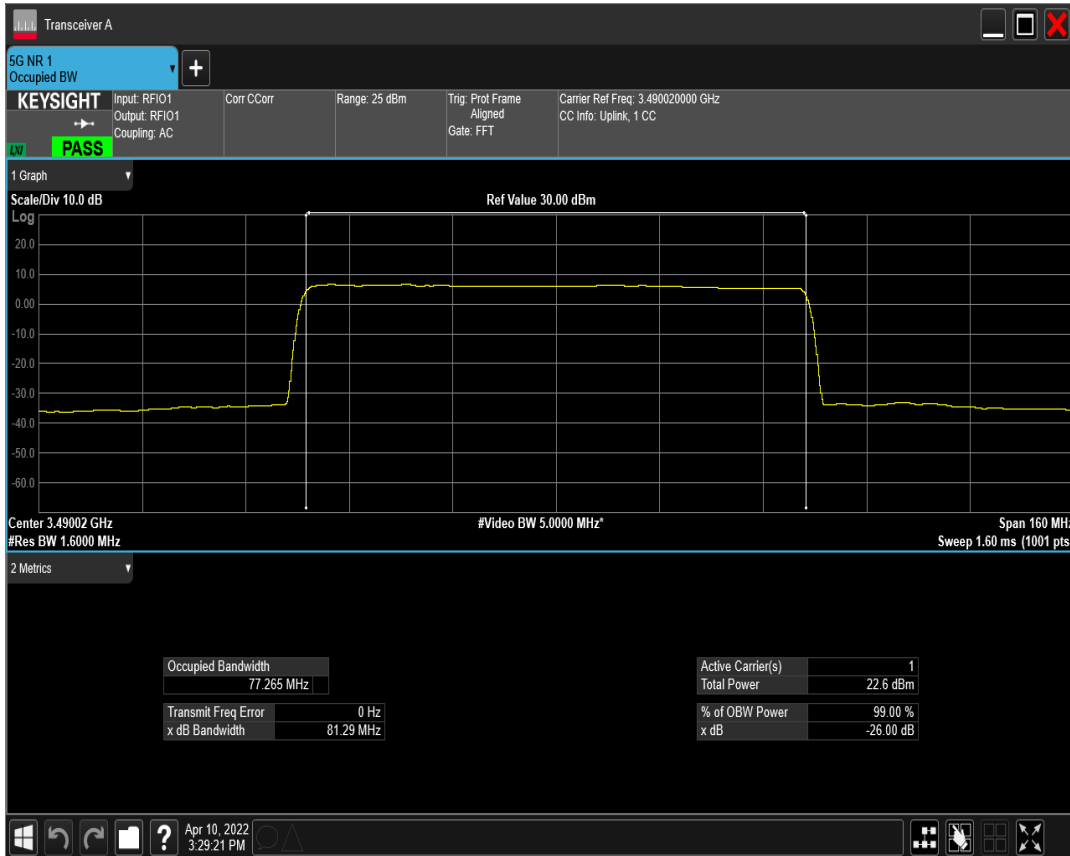 Transceiver A
5G NR 1
Occupied BW
+
KEYSIGHT
LXI
PASS
Input: RFIO1
Output: RFIO1
Coupling: AC
Corr CCorr
Range: 25 dBm
Trig: Prot Frame
Aligned
Gate: FFT
Carrier Ref Freq: 3.490020000 GHz
CC Info: Uplink, 1 CC
1 Graph
Scale/Div 10.0 dB
Ref Value 30.00 dBm
Log
20.0
10.0
0.00
-10.0
-20.0
-30.0
-40.0
-50.0
-60.0
Center 3.49002 GHz
#Video BW 5.0000 MHz*
Span 160 MHz
#Res BW 1.6000 MHz
Sweep 1.60 ms (1001 pts
2 Metrics
Occupied Bandwidth
77.265 MHz
Transmit Freq Error 0 Hz
x dB Bandwidth 81.29 MHz
Active Carrier(s) 1
Total Power 22.6 dBm
% of OBW Power 99.00 %
x dB -26.00 dB
?
Apr 10, 2022
3:29:21 PM